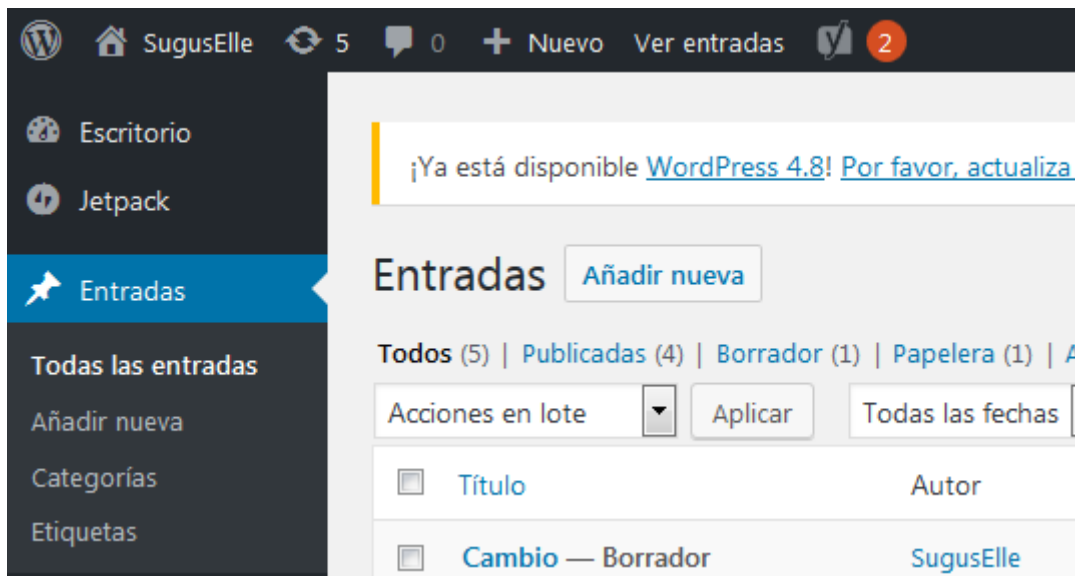 SugusElle 5 0 + Nuevo Ver entradas 2
Escritorio
¡Ya está disponible WordPress 4.8! Por favor, actualiza
Jetpack
Entradas Añadir nueva
Entradas
Todos (5) | Publicadas (4) | Borrador (1) | Papelera (1) |
Todas las entradas
Acciones en lote Aplicar Todas las fechas
Añadir nueva
Categorías
Título Autor
Etiquetas
Cambio — Borrador SugusElle